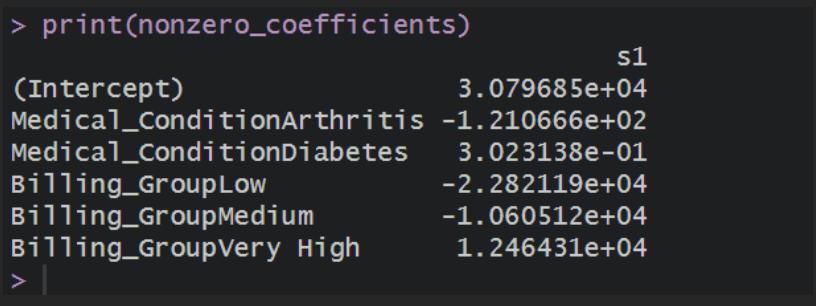 > print(nonzero_coefficients)
s1
(Intercept) 3.079685e+04
Medical_ConditionArthritis -1.210666e+02
Medical_ConditionDiabetes 3.023138e-01
Billing_GroupLow -2.282119e+04
Billing_GroupMedium -1.060512e+04
Billing_GroupVery High 1.246431e+04
>